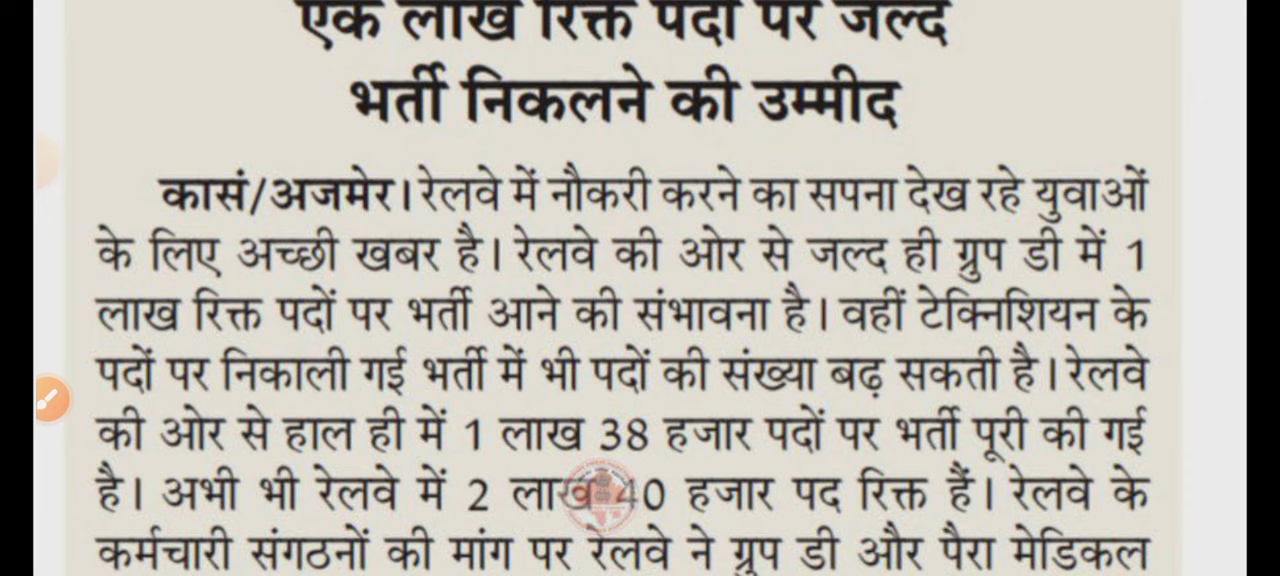 एक लाख रिक्त पदों पर जल्द
भर्ती निकलने की उम्मीद
कासं/अजमेर। रेलवे में नौकरी करने का सपना देख रहे युवाओं
के लिए अच्छी खबर है। रेलवे की ओर से जल्द ही ग्रुप डी में 1
लाख रिक्त पदों पर भर्ती आने की संभावना है। वहीं टेक्निशियन के
पदों पर निकाली गई भर्ती में भी पदों की संख्या बढ़ सकती है। रेलवे
की ओर से हाल ही में 1 लाख 38 हजार पदों पर भर्ती पूरी की गई
है। अभी भी रेलवे में 2 लाख 40 हजार पद रिक्त हैं। रेलवे के
कर्मचारी संगठनों की मांग पर रेलवे ने ग्रुप डी और पैरा मेडिकल